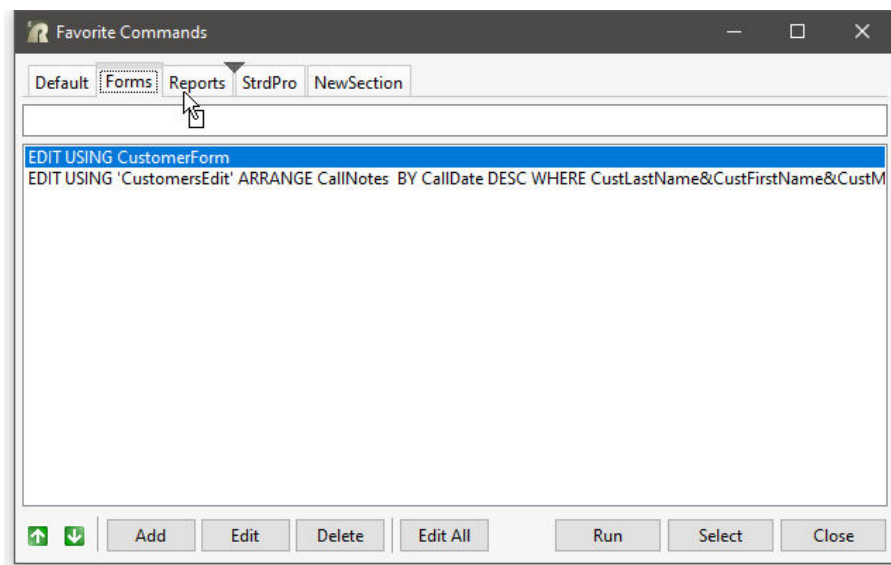 Favorite Commands
Default Forms Reports StrdPro NewSection
EDIT USING CustomerForm
EDIT USING 'CustomersEdit' ARRANGE CallNotes BY CallDate DESC WHERE CustLastName&CustFirstName&CustM
Add Edit Delete Edit All Run Select Close